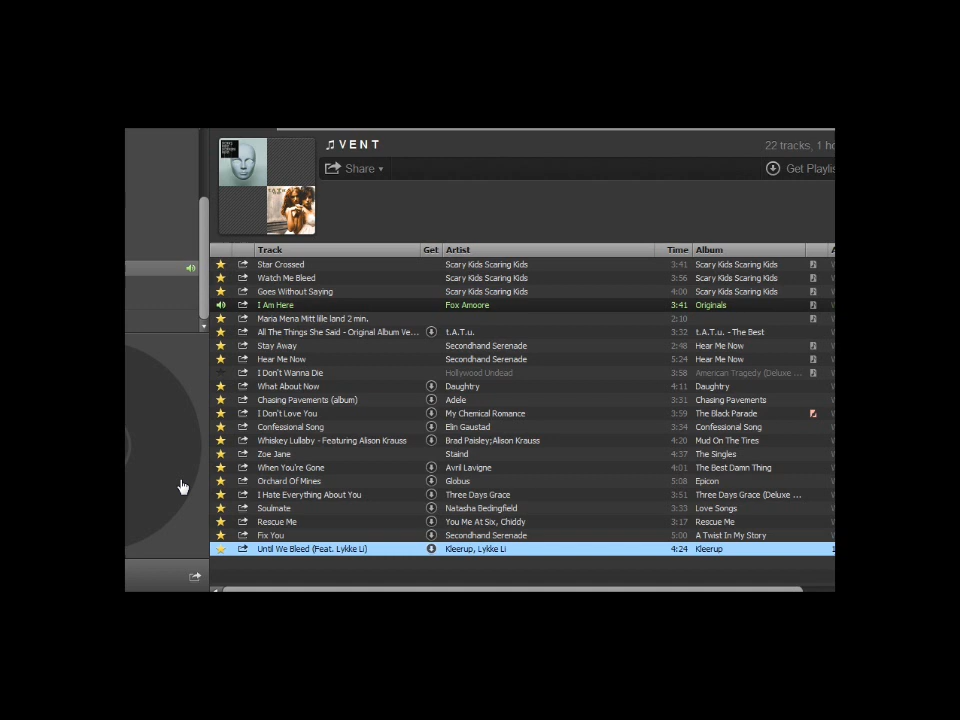 VENT
22 tracks, 1 ho
Share
Get Playlis
Track Get Artist Time Album
Star Crossed Scary Kids Scaring Kids 3:41 Scary Kids Scaring Kids
Watch Me Bleed Scary Kids Scaring Kids 3:56 Scary Kids Scaring Kids
Goes Without Saying Scary Kids Scaring Kids 4:00 Scary Kids Scaring Kids
I Am Here Fox Amoore 3:41 Originals
Maria Mena Mitt lille land 2 min. 2:10
All The Things She Said - Original Album Ve... t.A.T.u. 3:32 t.A.T.u. - The Best
Stay Away Secondhand Serenade 2:48 Hear Me Now
Hear Me Now Secondhand Serenade 5:24 Hear Me Now
I Don't Wanna Die Hollywood Undead 3:58 American Tragedy (Deluxe ...
What About Now Daughtry 4:11 Daughtry
Chasing Pavements (album) Adele 3:31 Chasing Pavements
I Don't Love You My Chemical Romance 3:59 The Black Parade
Confessional Song Elin Gaustad 3:34 Confessional Song
Whiskey Lullaby - Featuring Alison Krauss Brad Paisley;Alison Krauss 4:20 Mud On The Tires
Zoe Jane Staind 4:37 The Singles
When You're Gone Avril Lavigne 4:01 The Best Damn Thing
Orchard Of Mines Globus 5:08 Epicon
I Hate Everything About You Three Days Grace 3:51 Three Days Grace (Deluxe ...
Soulmate Natasha Bedingfield 3:33 Love Songs
Rescue Me You Me At Six, Chiddy 3:17 Rescue Me
Fix You Secondhand Serenade 5:00 A Twist In My Story
Until We Bleed (Feat. Lykke Li) Kleerup, Lykke Li 4:24 Kleerup